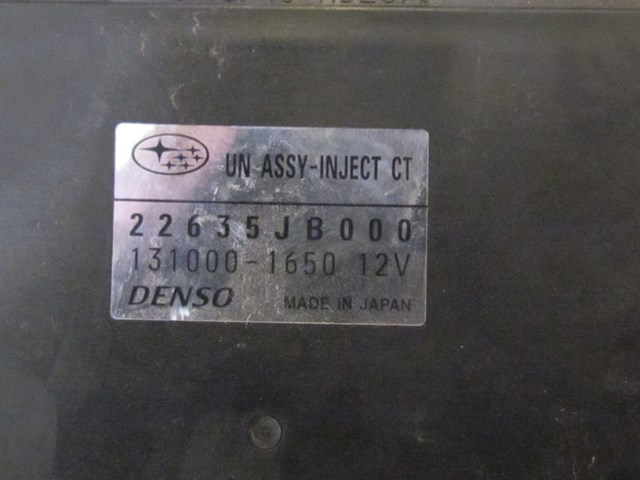 UN ASSY-INJECT CT
22635JB000
131000-1650 12V
DENSO MADE IN JAPAN